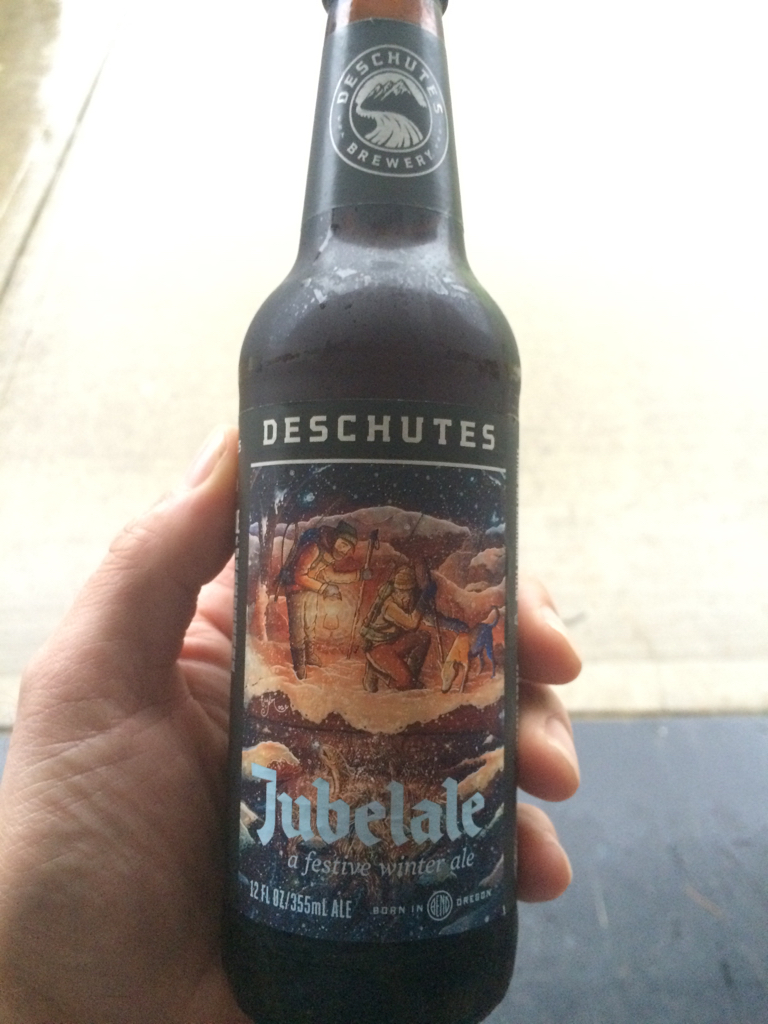 DESCHUTES
BREWERY
DESCHUTES
Jubelale
a festive winter ale
12 FL OZ/355mL ALE
BORN IN BEND OREGON